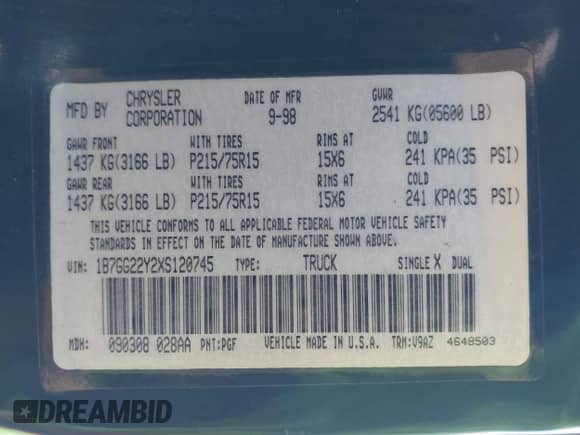 MFD BY CHRYSLER CORPORATION DATE OF MFR 9-98 GVWR 2541 KG(05600 LB)
GAWR FRONT WITH TIRES RIMS AT COLD
1437 KG(3166 LB) P215/75R15 15X6 241 KPA(35 PSI)
GAWR REAR WITH TIRES RIMS AT COLD
1437 KG(3166 LB) P215/75R15 15X6 241 KPA(35 PSI)
THIS VEHICLE CONFORMS TO ALL APPLICABLE FEDERAL MOTOR VEHICLE SAFETY
STANDARDS IN EFFECT ON THE DATE OF MANUFACTURE SHOWN ABOVE.
VIN: 1B7GG22Y2XS120745 TYPE: TRUCK SINGLE X DUAL
MDH: 090308 028AA PNT:PGF VEHICLE MADE IN U.S.A. TRM:V9AZ 4648503
DREAMBID